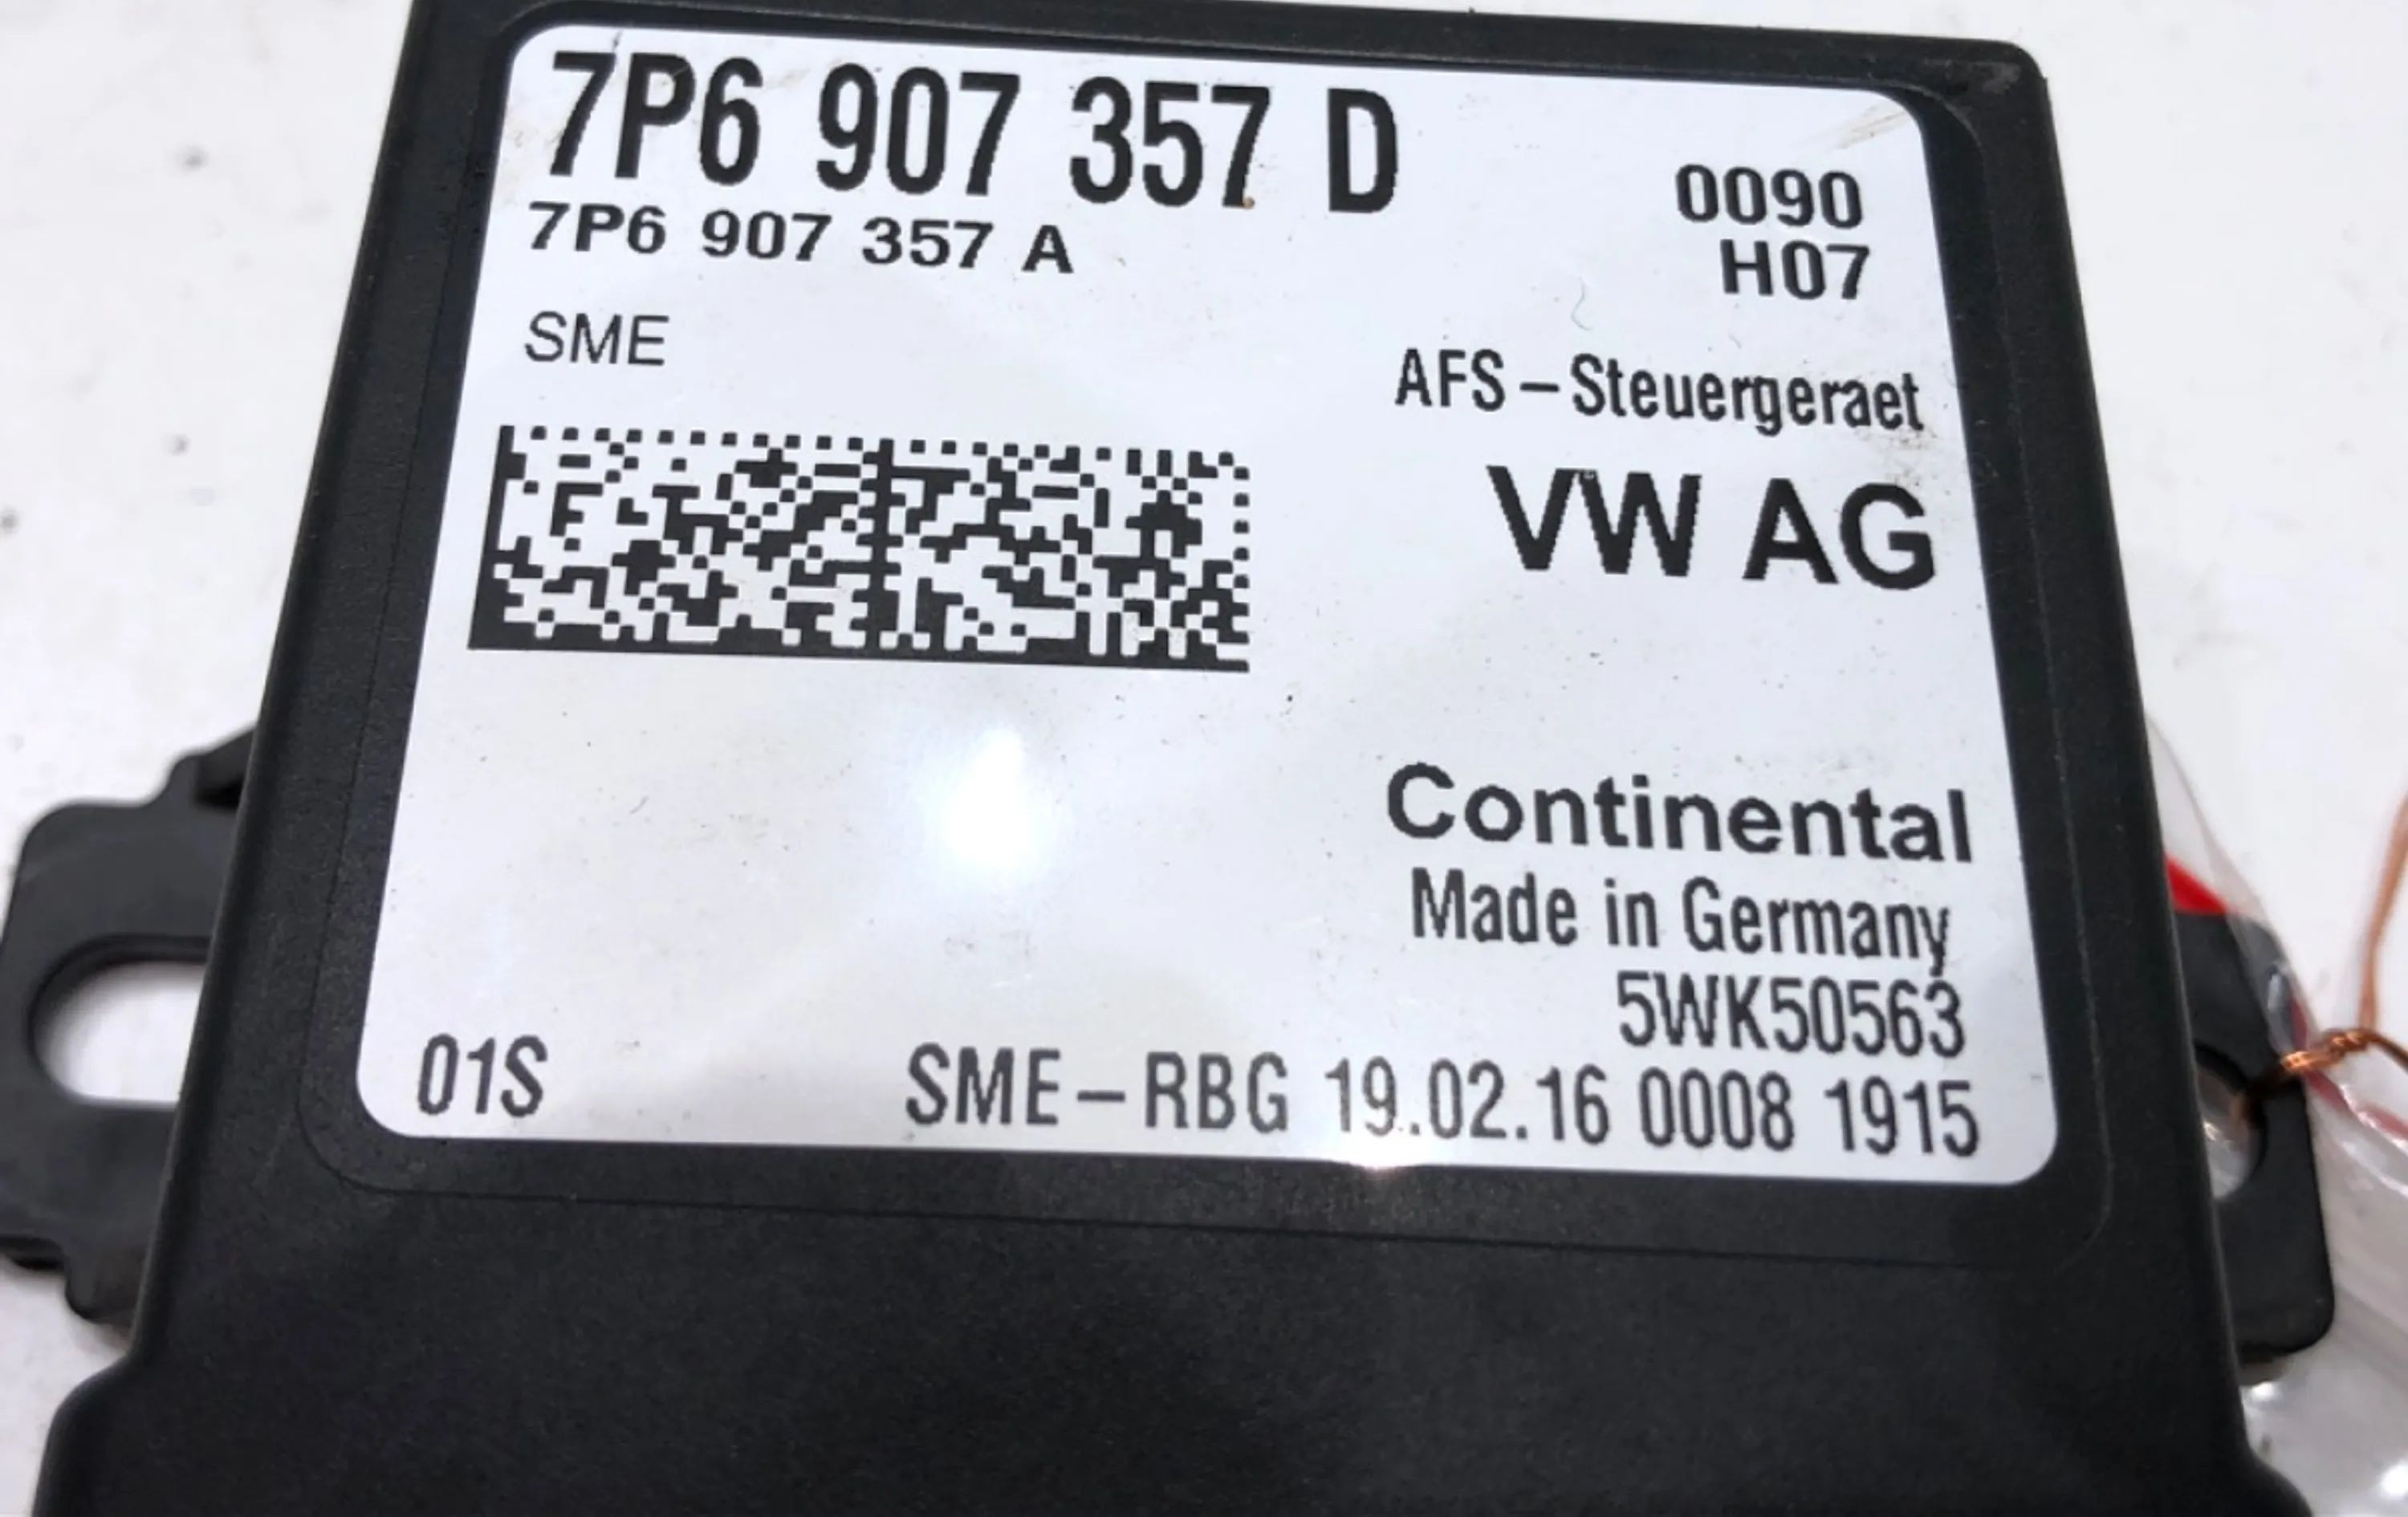 7P6 907 357 D
7P6 907 357 A
0090
H07
SME
AFS-Steuergeraet
VW AG
Continental
Made in Germany
5WK50563
01S
SME-RBG 19.02.16 0008 1915